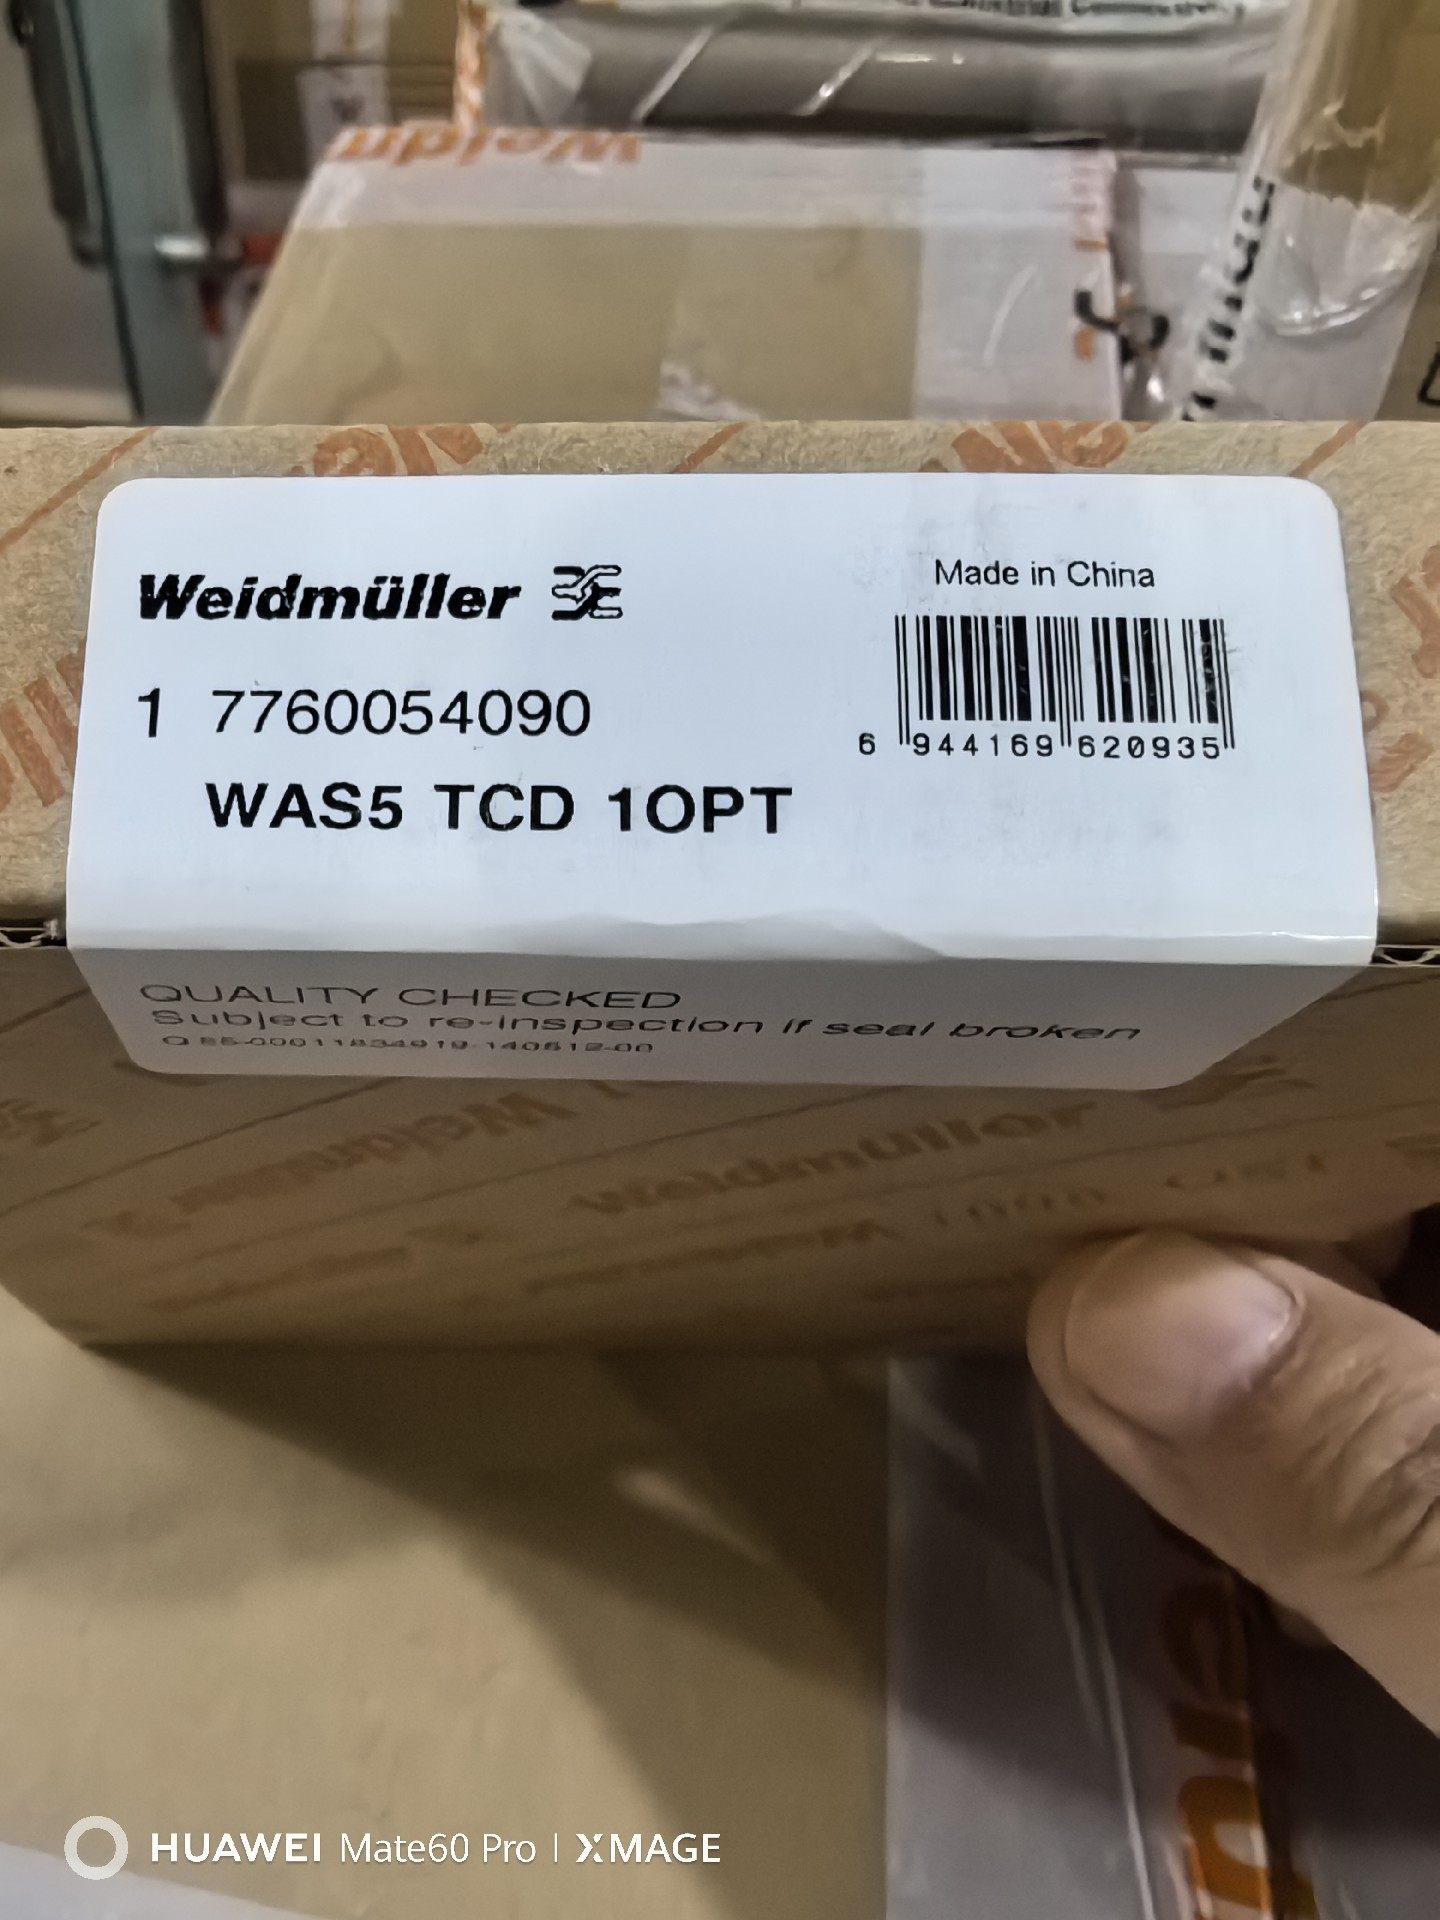 Weidmüller
Made in China
1 7760054090
6 944169 620935
WAS5 TCD 1OPT
QUALITY CHECKED
Subject to re-inspection if seal broken
Weidmüller
HUAWEI Mate60 Pro | XMAGE